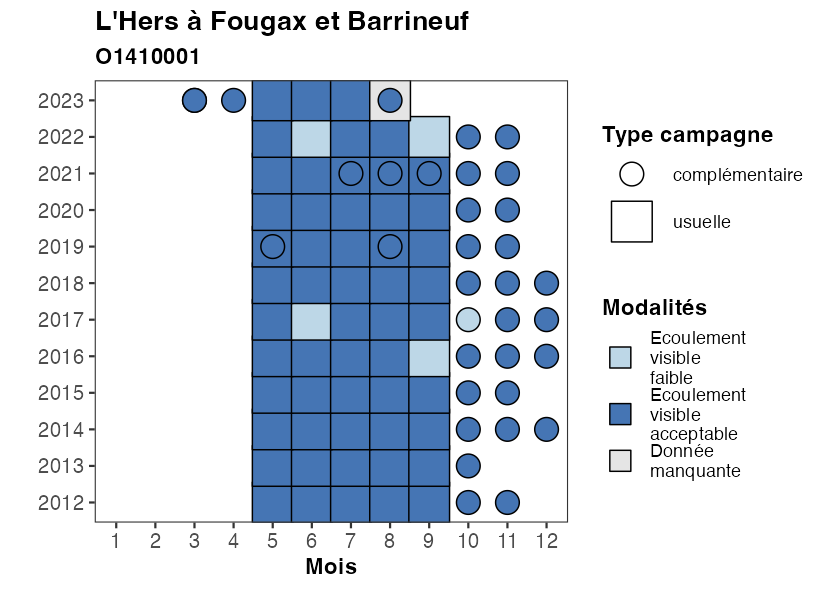 L'Hers à Fougax et Barrineuf
O1410001
2023
2022
2021
2020
2019
2018
2017
2016
2015
2014
2013
2012
1 2 3 4 5 6 7 8 9 10 11 12
Mois
Type campagne
complémentaire
usuelle
Modalités
Ecoulement
visible
faible
Ecoulement
visible
acceptable
Donnée
manquante